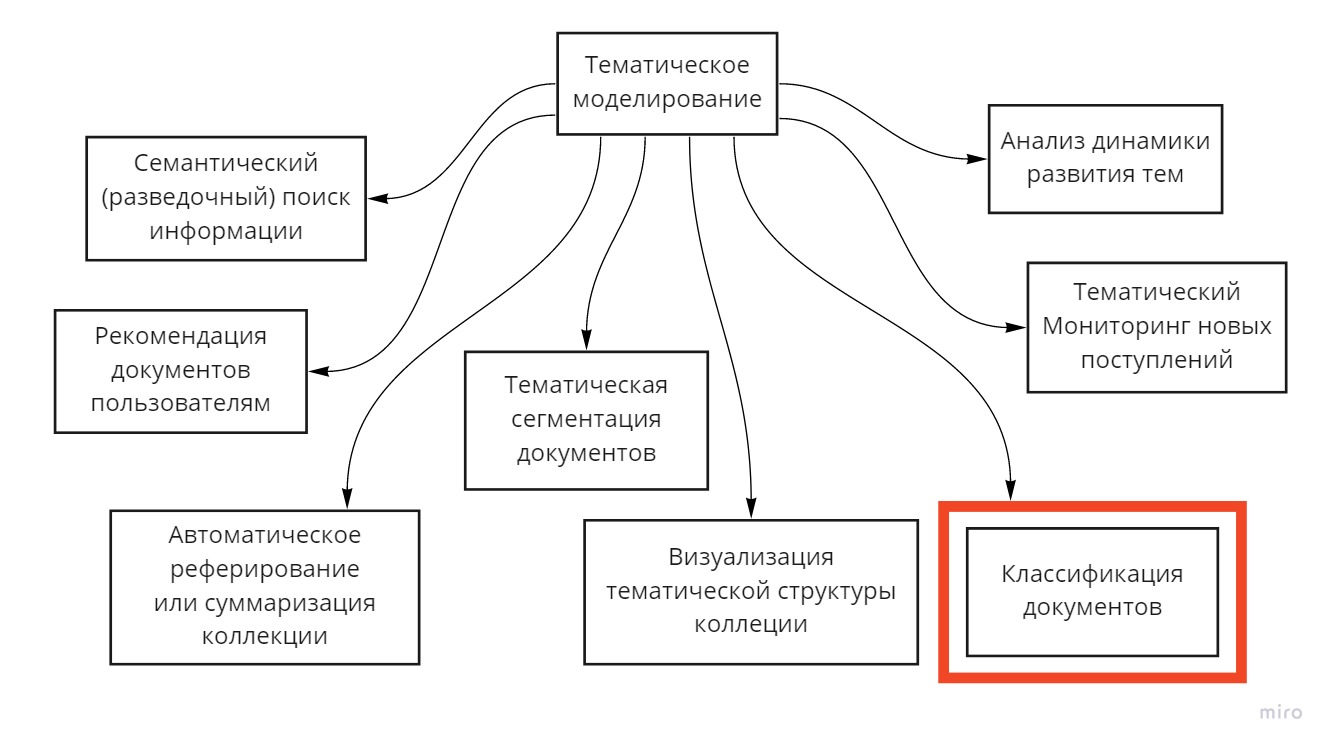 Тематическое
моделирование
Семантический
(разведочный) поиск
информации
Анализ динамики
развития тем
Рекомендация
документов
пользователям
Тематический
Мониторинг новых
поступлений
Тематическая
сегментация
документов
Автоматическое
реферирование
или суммаризация
коллекции
Визуализация
тематической структуры
коллеции
Классификация
документов
miro